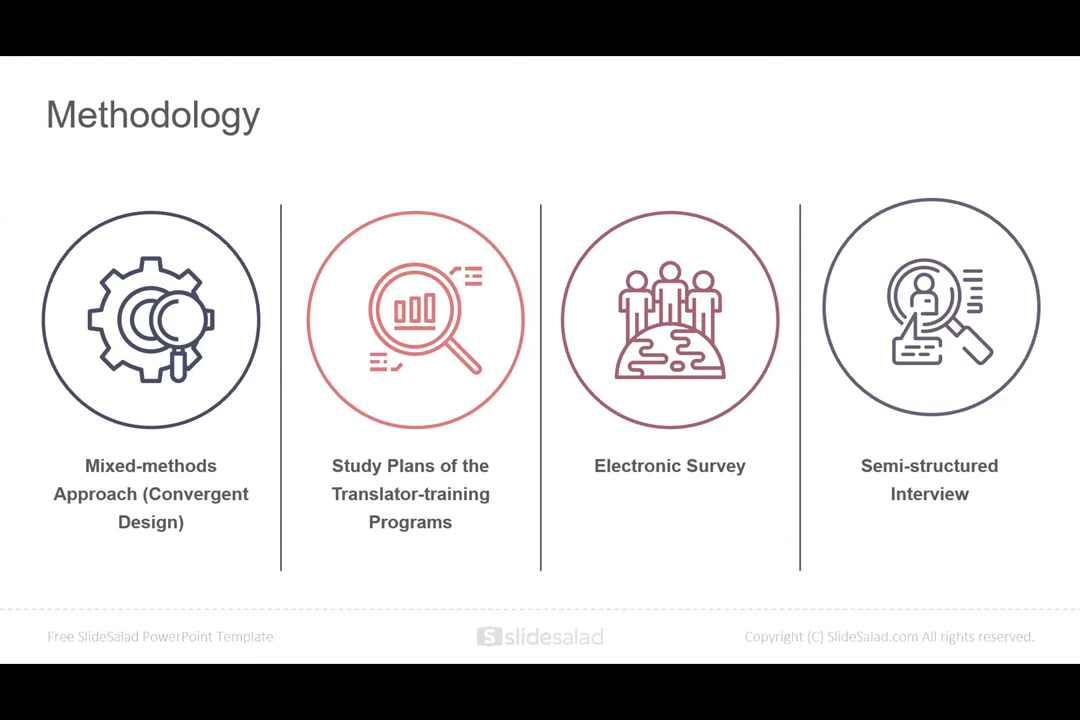 Methodology
Mixed-methods
Approach (Convergent
Design)
Study Plans of the
Translator-training
Programs
Electronic Survey
Semi-structured
Interview
Free SlideSalad PowerPoint Template
slidesalad
Copyright (C) SlideSalad.com All rights reserved.